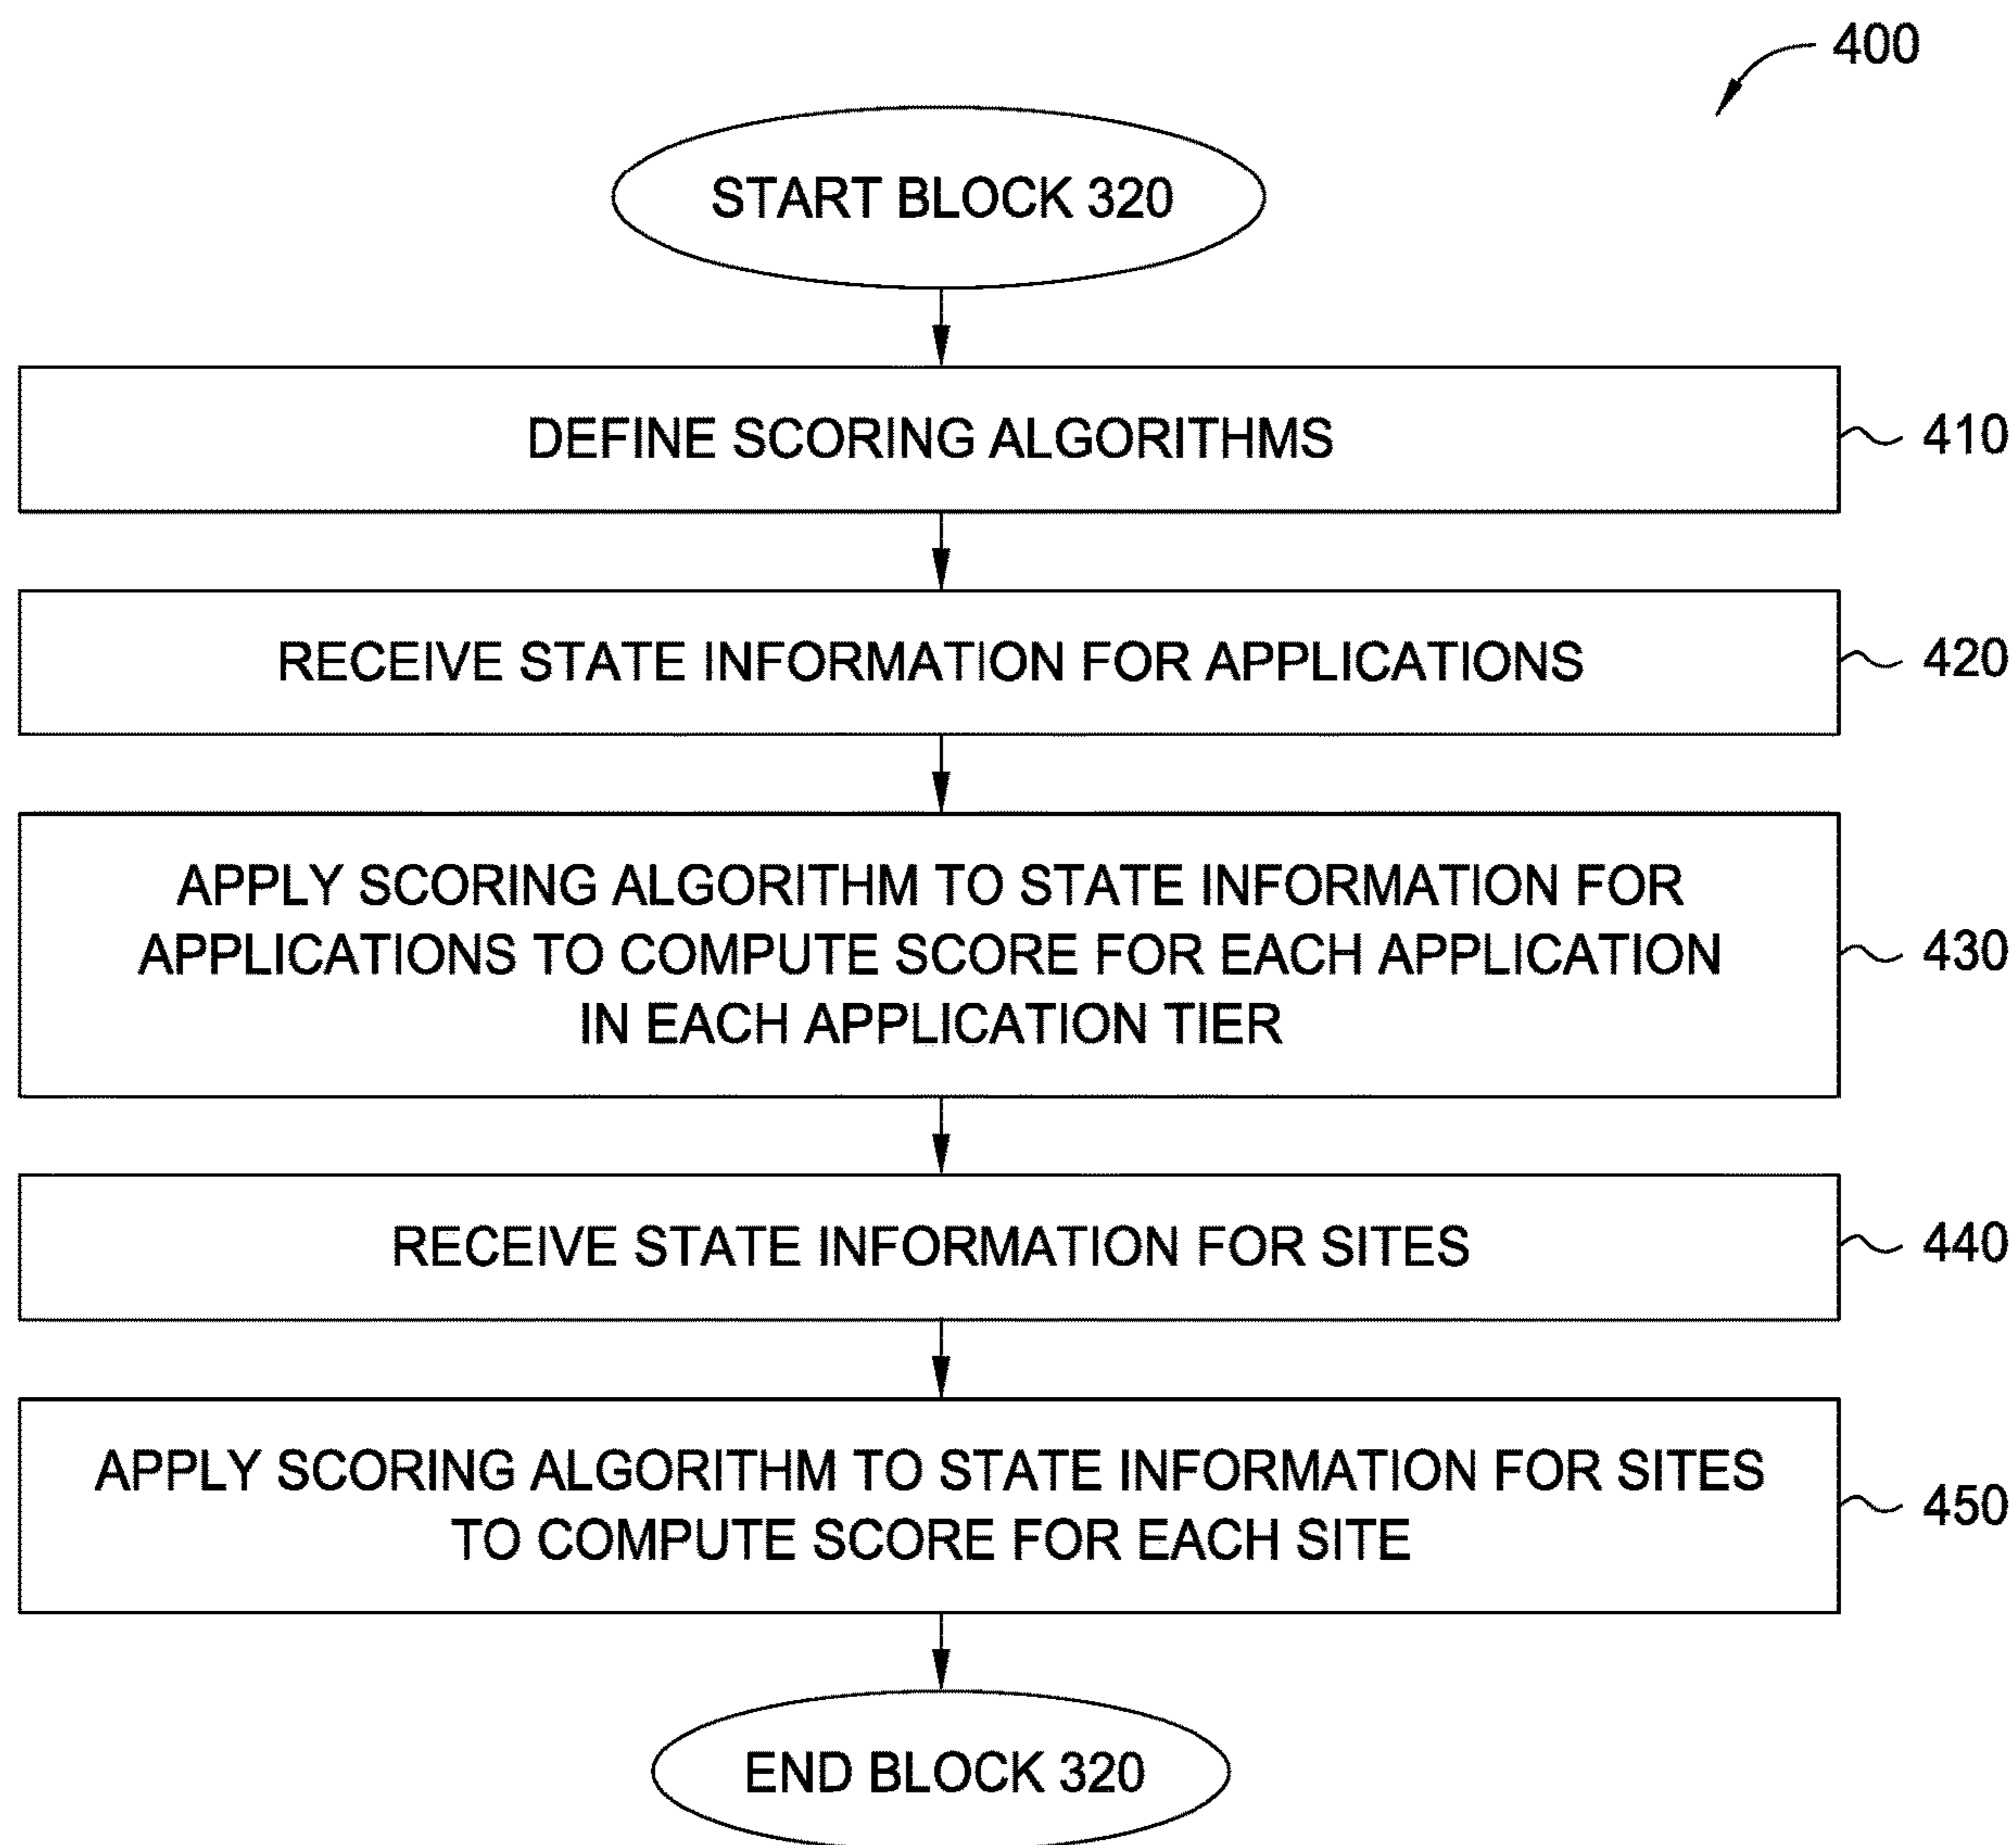 400
START BLOCK 320
DEFINE SCORING ALGORITHMS
410
RECEIVE STATE INFORMATION FOR APPLICATIONS
420
APPLY SCORING ALGORITHM TO STATE INFORMATION FOR
APPLICATIONS TO COMPUTE SCORE FOR EACH APPLICATION
IN EACH APPLICATION TIER
430
RECEIVE STATE INFORMATION FOR SITES
440
APPLY SCORING ALGORITHM TO STATE INFORMATION FOR SITES
TO COMPUTE SCORE FOR EACH SITE
450
END BLOCK 320